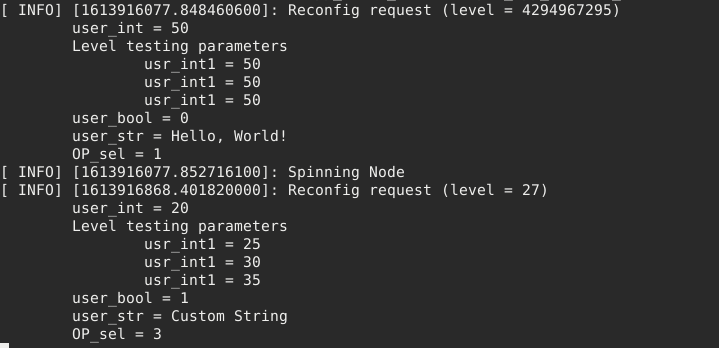 [ INFO] [1613916077.848460600]: Reconfig request (level = 4294967295)
user_int = 50
Level testing parameters
usr_int1 = 50
usr_int1 = 50
usr_int1 = 50
user_bool = 0
user_str = Hello, World!
OP_sel = 1
[ INFO] [1613916077.852716100]: Spinning Node
[ INFO] [1613916868.401820000]: Reconfig request (level = 27)
user_int = 20
Level testing parameters
usr_int1 = 25
usr_int1 = 30
usr_int1 = 35
user_bool = 1
user_str = Custom String
OP_sel = 3